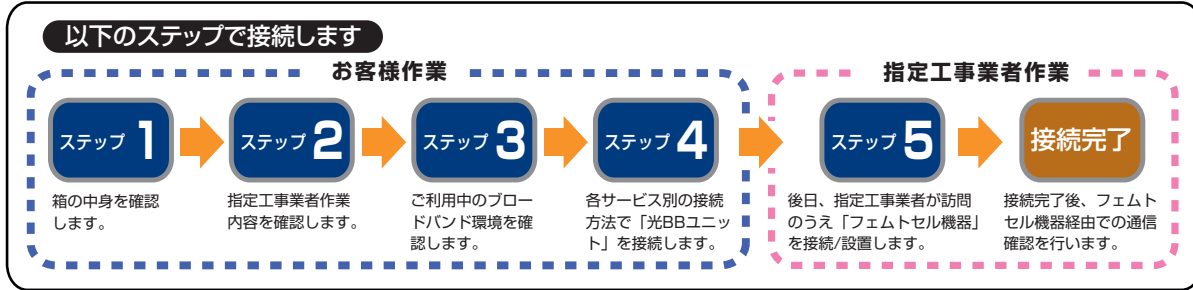 以下のステップで接続します
お客様作業
指定工事業者作業
ステップ 1
ステップ 2
ステップ 3
ステップ 4
ステップ 5
接続完了
箱の中身を確認
します。
指定工事業者作業
内容を確認します。
ご利用中のブロー
ドバンド環境を確
認します。
各サービス別の接続
方法で「光BBユニッ
ト」を接続します。
後日、指定工事業者が訪問
のうえ「フェムトセル機器」
を接続/設置します。
接続完了後、フェムト
セル機器経由での通信
確認を行います。